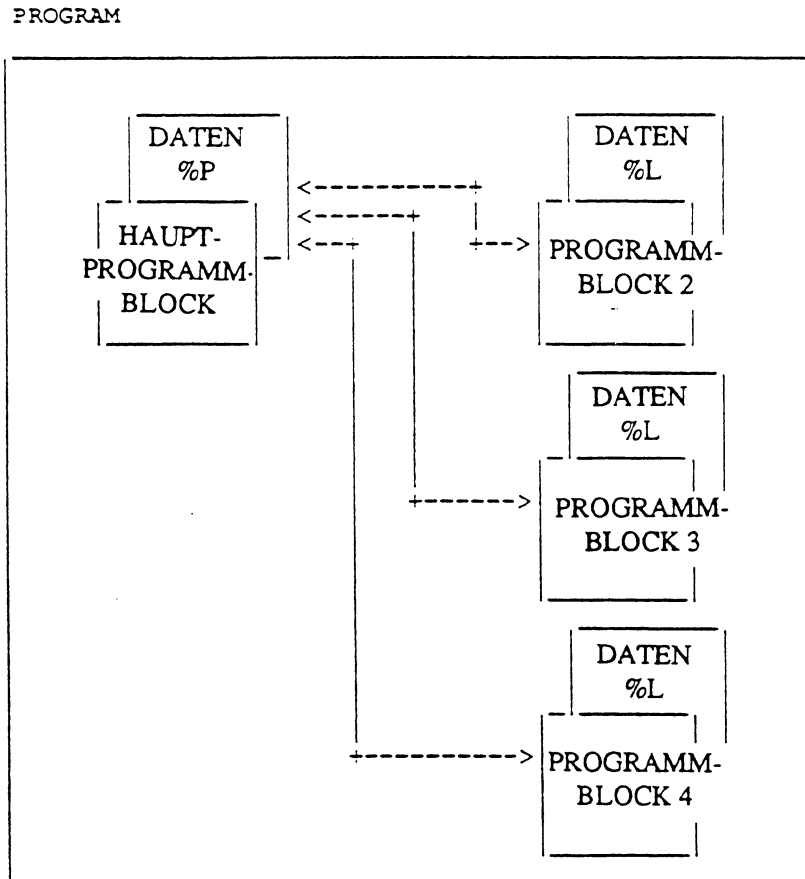 PROGRAM
DATEN
%P
HAUPT-
PROGRAMM-
BLOCK
DATEN
%L
PROGRAMM-
BLOCK 2
DATEN
%L
PROGRAMM-
BLOCK 3
DATEN
%L
PROGRAMM-
BLOCK 4